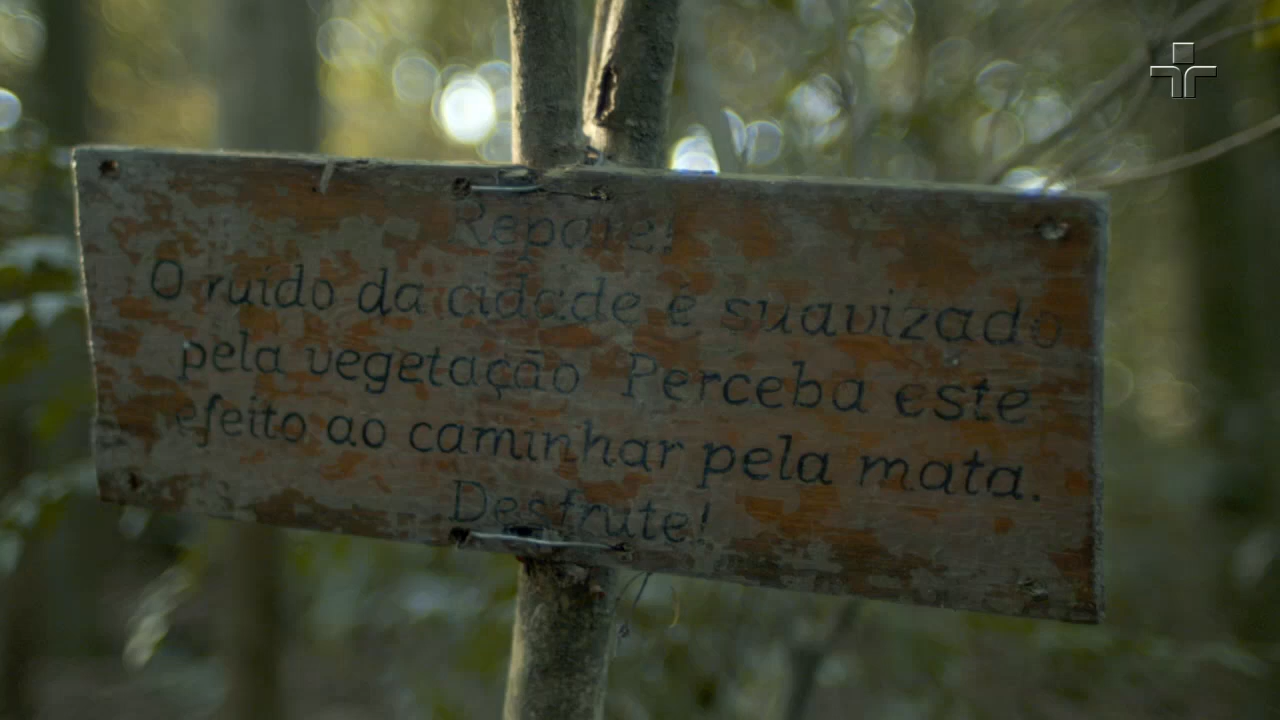 Repare!
O ruído da cidade é suavizado
pela vegetação Perceba este
efeito ao caminhar pela mata.
Desfrute!